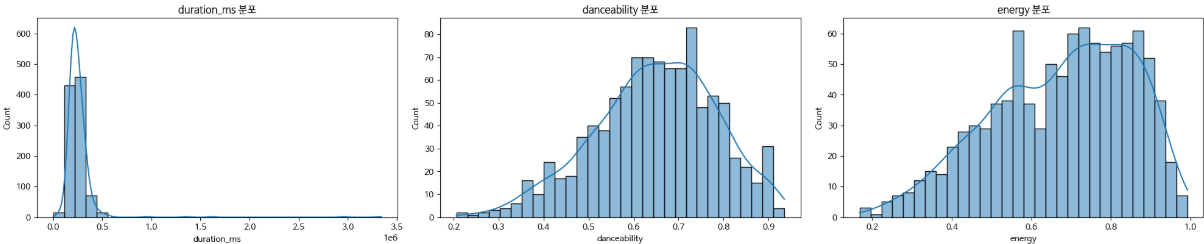 duration_ms 분포
600
500
400
300
200
100
0
Count
0.0 0.5 1.0 1.5 2.0 2.5 3.0 3.5
1e6
duration_ms
danceability 분포
80
70
60
50
40
30
20
10
0
Count
0.2 0.3 0.4 0.5 0.6 0.7 0.8 0.9
danceability
energy 분포
60
50
40
30
20
10
0
Count
0.2 0.4 0.6 0.8 1.0
energy